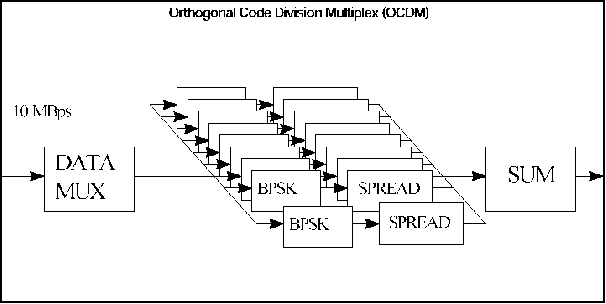 Orthogonal Code Division Multiplex (OCDM)
10 MBps
DATA
MUX
BPSK
SPREAD
SUM
BPSK
SPREAD